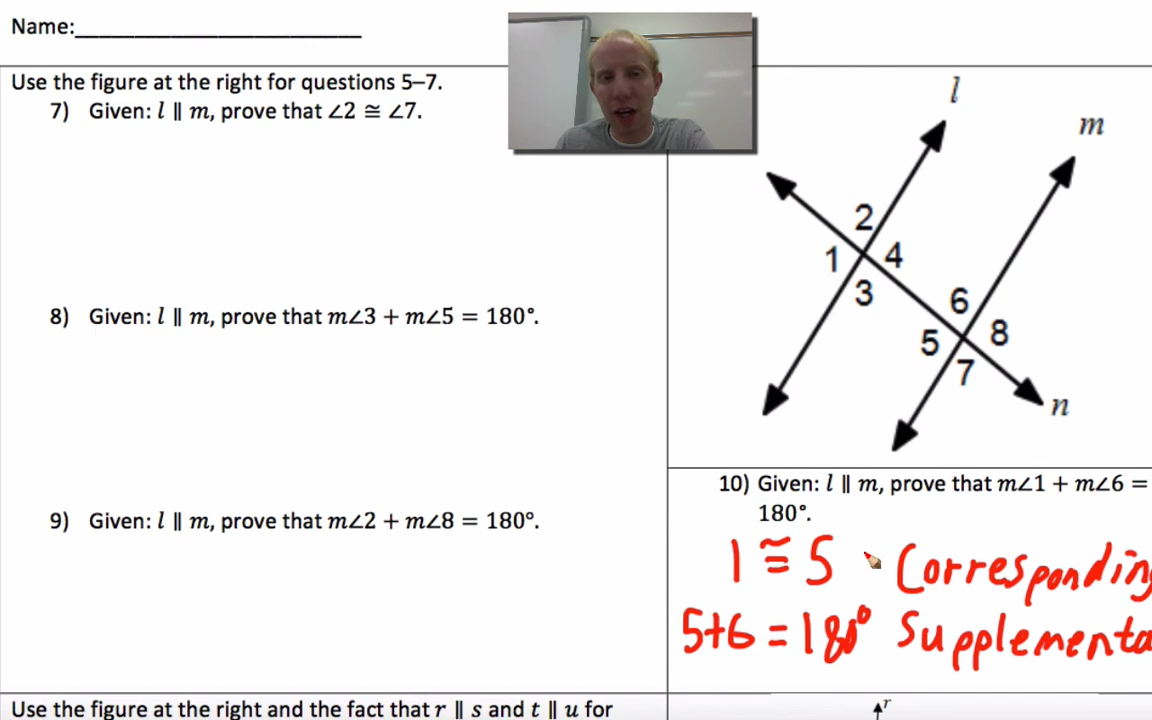 Name:________________________
Use the figure at the right for questions 5–7.
7) Given: l ∥ m, prove that ∠2 ≅ ∠7.
8) Given: l ∥ m, prove that m∠3 + m∠5 = 180°.
9) Given: l ∥ m, prove that m∠2 + m∠8 = 180°.
l
m
2
1
4
3
6
5
8
7
n
10) Given: l ∥ m, prove that m∠1 + m∠6 =
180°.
1 ≅ 5 Corresponding
5+6 = 180° Supplementa
Use the figure at the right and the fact that r ∥ s and t ∥ u for
r